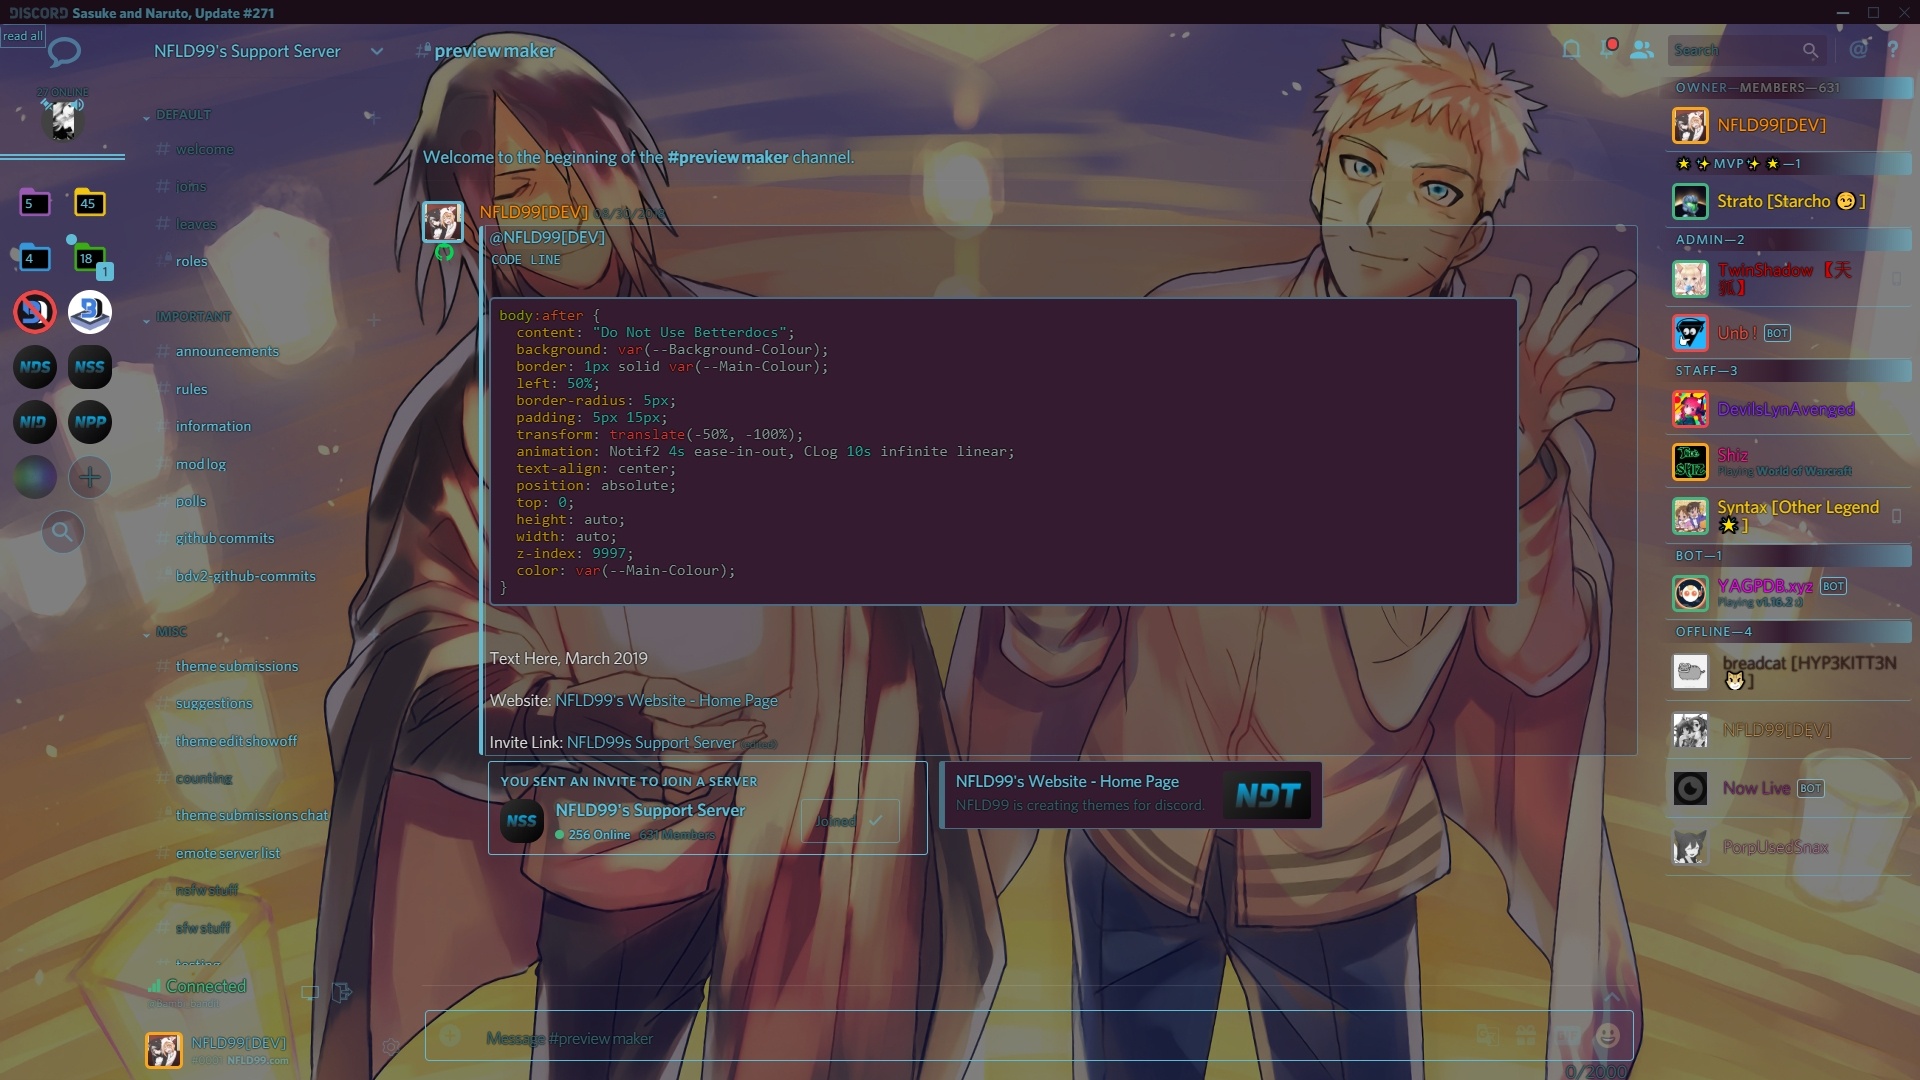 DISCORD Sasuke and Naruto, Update #271
read all
NFLD99's Support Server
#previewmaker
Search
27 ONLINE
5
45
4
18
1
NDS
NSS
NID
NPP
DEFAULT
welcome
joins
leaves
roles
IMPORTANT
announcements
rules
information
mod log
polls
github commits
bdv2-github-commits
MISC
theme submissions
suggestions
theme edit showoff
counting
theme submissions chat
emote server list
nsfw stuff
sfw stuff
testing
Connected
NFLD99[DEV]
NFLD99.com
Welcome to the beginning of the #previewmaker channel.
NFLD99[DEV]
@NFLD99[DEV]
CODE LINE
body:after {
content: "Do Not Use Betterdocs";
background: var(--Background-Colour);
border: 1px solid var(--Main-Colour);
left: 50%;
border-radius: 5px;
padding: 5px 15px;
transform: translate(-50%, -100%);
animation: Notif2 4s ease-in-out, CLog 10s infinite linear;
text-align: center;
position: absolute;
top: 0;
height: auto;
width: auto;
z-index: 9997;
color: var(--Main-Colour);
}
Text Here, March 2019
Website: NFLD99's Website - Home Page
Invite Link: NFLD99s Support Server (edited)
YOU SENT AN INVITE TO JOIN A SERVER
NSS
NFLD99's Support Server
256 Online 631 Members
Joined
NFLD99's Website - Home Page
NFLD99 is creating themes for discord.
NDT
Message #preview maker
0/2000
OWNER—MEMBERS—631
NFLD99[DEV]
🌟✨MVP✨🌟—1
Strato [Starcho 😏]
ADMIN—2
TwinShadow 【天
狐】
Unb ! BOT
STAFF—3
DevilsLynAvenged
The SHIZ
Shiz
Playing World of Warcraft
Syntax [Other Legend
🌟]
BOT—1
YAGPDB.xyz BOT
Playing v1.16.2 :)
OFFLINE—4
breadcat [HYP3KITT3N
🐱]
NFLD99[DEV]
Now Live BOT
PorpUsedSnax